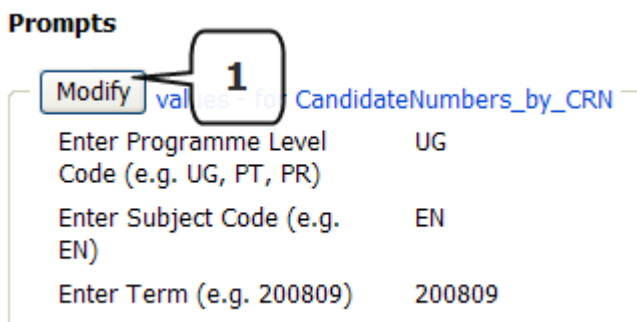 Prompts
1
Modify values - for CandidateNumbers_by_CRN
Enter Programme Level UG
Code (e.g. UG, PT, PR)
Enter Subject Code (e.g. EN
EN)
Enter Term (e.g. 200809) 200809